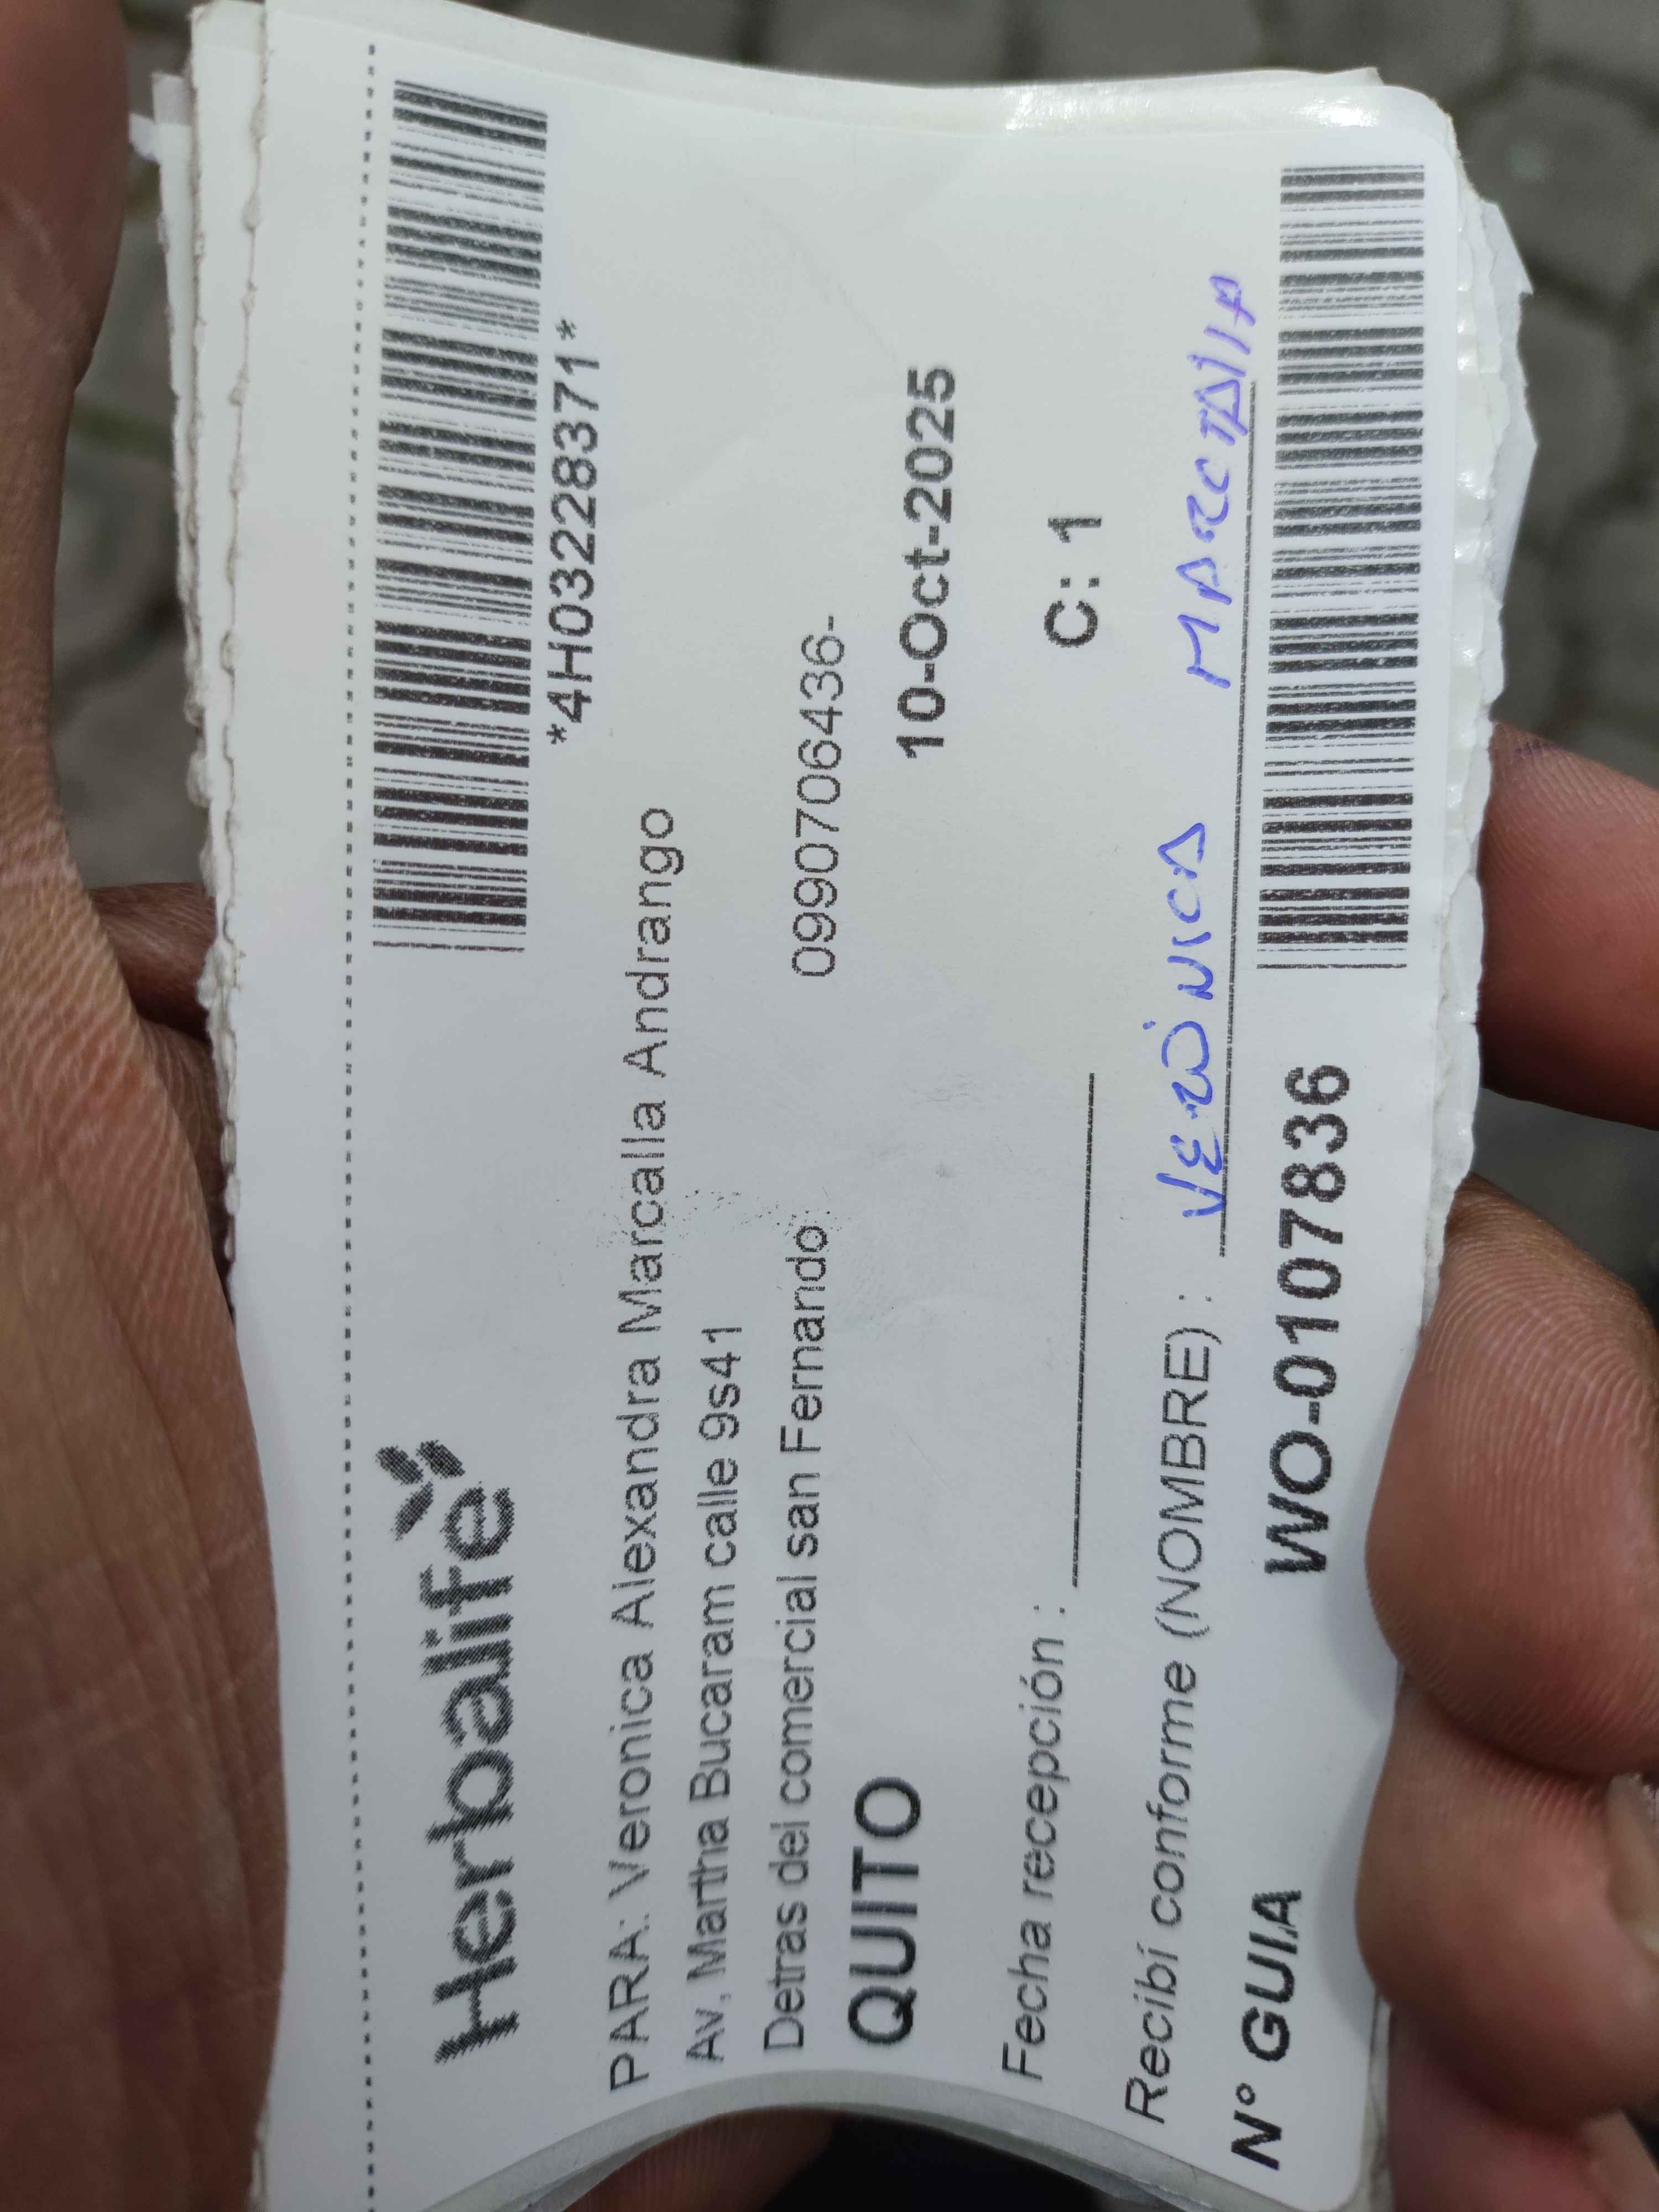 Herbalife
*4H03228371*
PARA: Veronica Alexandra Marcalla Andrango
Av. Martha Bucaram calle 9s41
Detras del comercial san Fernando
0990706436-
QUITO
10-Oct-2025
Fecha recepción :
C: 1
Recibí conforme (NOMBRE) : VERÓNICA MARCTAllA
N° GUIA WO-0107836